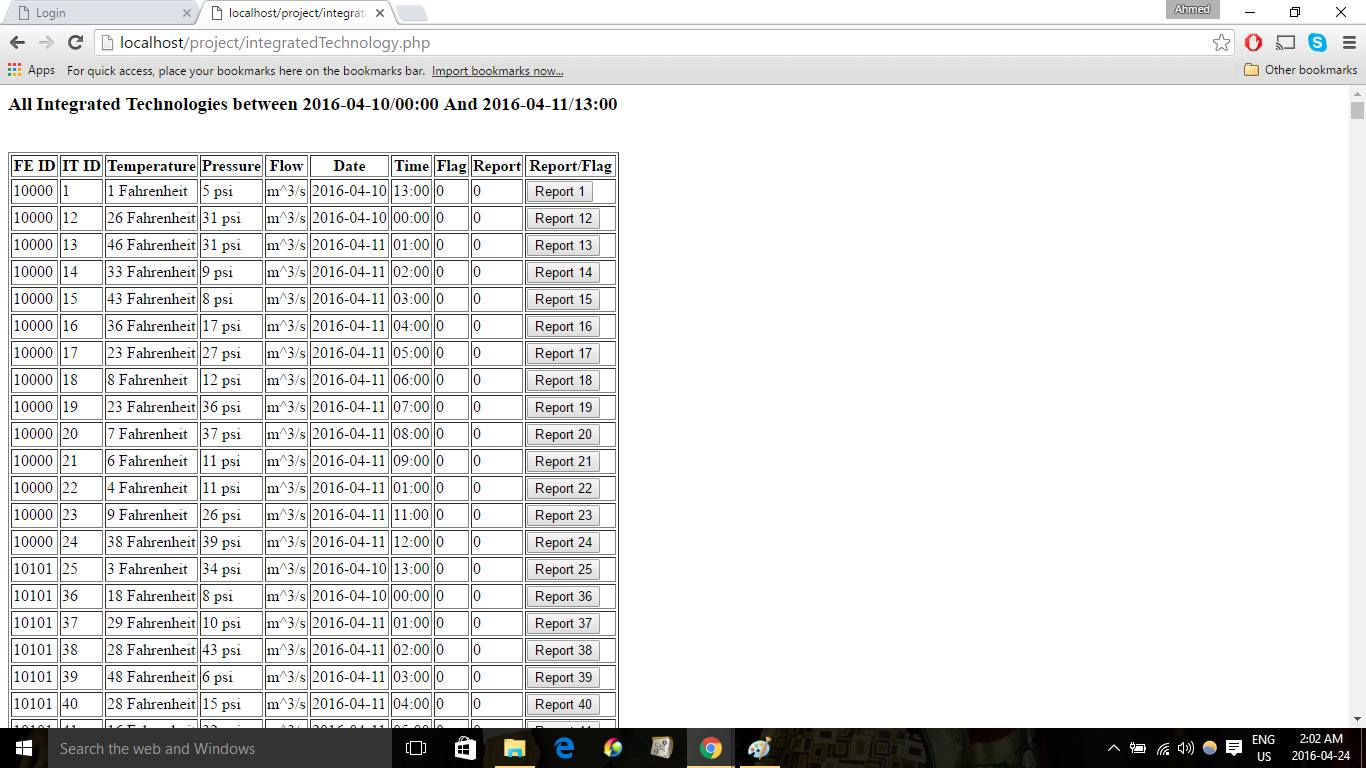 Login
localhost/project/integrat
Ahmed
localhost/project/integratedTechnology.php
Apps For quick access, place your bookmarks here on the bookmarks bar. Import bookmarks now... Other bookmarks
All Integrated Technologies between 2016-04-10/00:00 And 2016-04-11/13:00
FE ID IT ID Temperature Pressure Flow Date Time Flag Report Report/Flag
10000 1 1 Fahrenheit 5 psi m^3/s 2016-04-10 13:00 0 0 Report 1
10000 12 26 Fahrenheit 31 psi m^3/s 2016-04-10 00:00 0 0 Report 12
10000 13 46 Fahrenheit 31 psi m^3/s 2016-04-11 01:00 0 0 Report 13
10000 14 33 Fahrenheit 9 psi m^3/s 2016-04-11 02:00 0 0 Report 14
10000 15 43 Fahrenheit 8 psi m^3/s 2016-04-11 03:00 0 0 Report 15
10000 16 36 Fahrenheit 17 psi m^3/s 2016-04-11 04:00 0 0 Report 16
10000 17 23 Fahrenheit 27 psi m^3/s 2016-04-11 05:00 0 0 Report 17
10000 18 8 Fahrenheit 12 psi m^3/s 2016-04-11 06:00 0 0 Report 18
10000 19 23 Fahrenheit 36 psi m^3/s 2016-04-11 07:00 0 0 Report 19
10000 20 7 Fahrenheit 37 psi m^3/s 2016-04-11 08:00 0 0 Report 20
10000 21 6 Fahrenheit 11 psi m^3/s 2016-04-11 09:00 0 0 Report 21
10000 22 4 Fahrenheit 11 psi m^3/s 2016-04-11 01:00 0 0 Report 22
10000 23 9 Fahrenheit 26 psi m^3/s 2016-04-11 11:00 0 0 Report 23
10000 24 38 Fahrenheit 39 psi m^3/s 2016-04-11 12:00 0 0 Report 24
10101 25 3 Fahrenheit 34 psi m^3/s 2016-04-10 13:00 0 0 Report 25
10101 36 18 Fahrenheit 8 psi m^3/s 2016-04-10 00:00 0 0 Report 36
10101 37 29 Fahrenheit 10 psi m^3/s 2016-04-11 01:00 0 0 Report 37
10101 38 28 Fahrenheit 43 psi m^3/s 2016-04-11 02:00 0 0 Report 38
10101 39 48 Fahrenheit 6 psi m^3/s 2016-04-11 03:00 0 0 Report 39
10101 40 28 Fahrenheit 15 psi m^3/s 2016-04-11 04:00 0 0 Report 40
Search the web and Windows
ENG
US
2:02 AM
2016-04-24